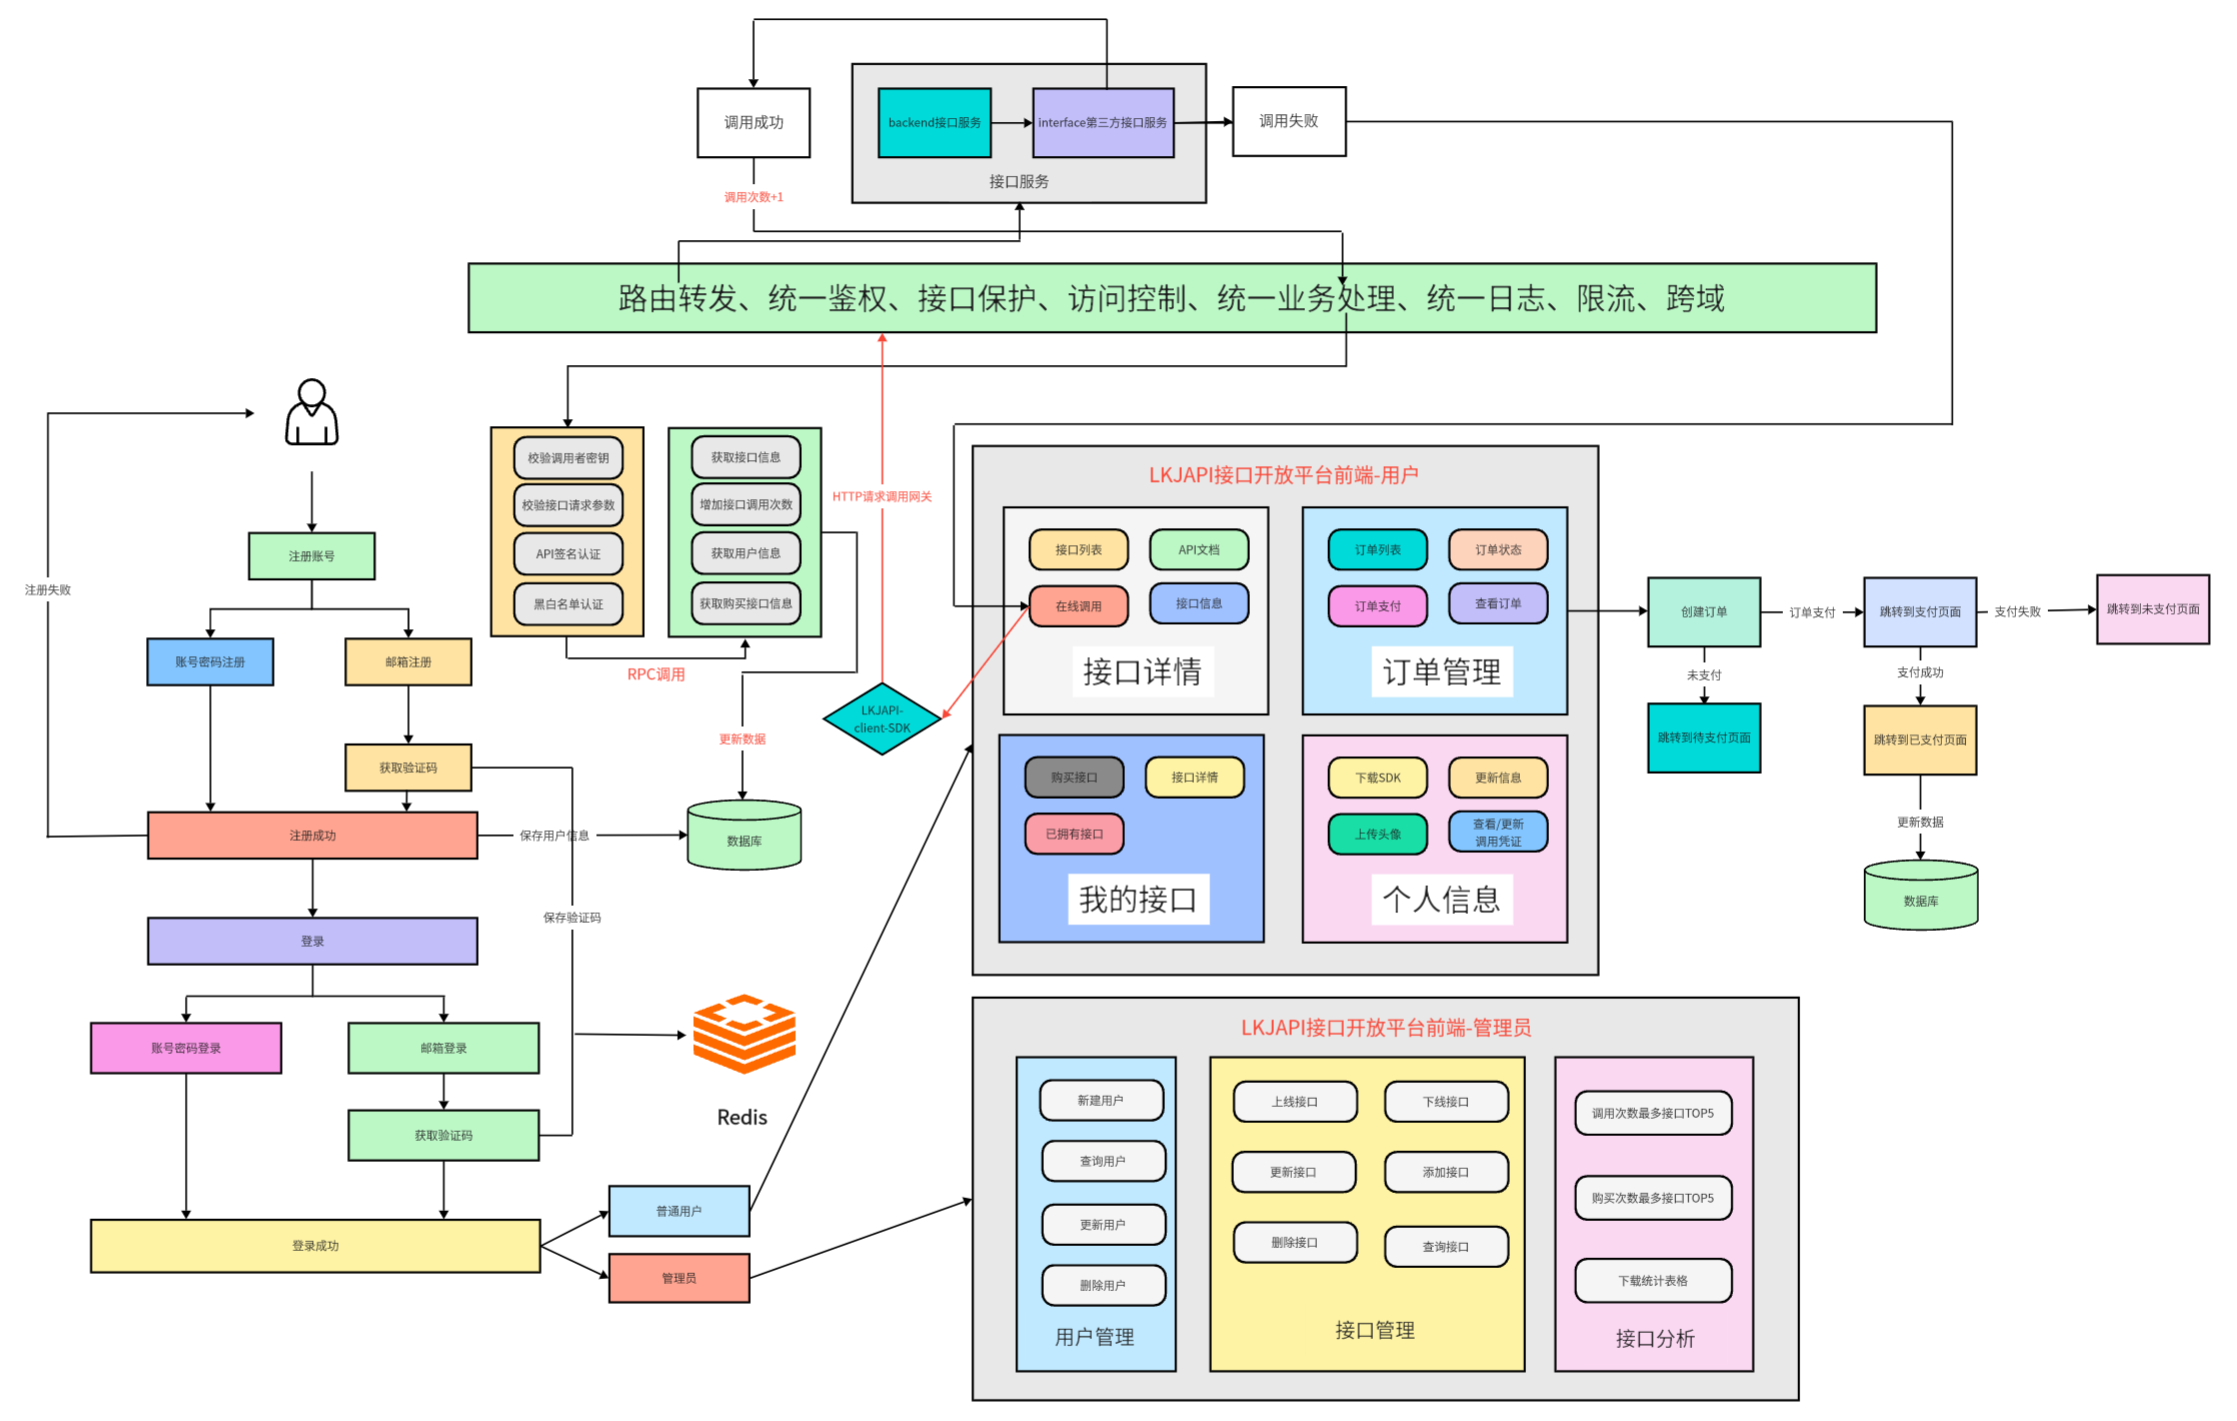 调用成功
backend接口服务
interface第三方接口服务
接口服务
调用失败
调用次数+1
路由转发、统一鉴权、接口保护、访问控制、统一业务处理、统一日志、限流、跨域
注册失败
注册账号
账号密码注册
邮箱注册
获取验证码
注册成功
保存用户信息
保存验证码
登录
账号密码登录
邮箱登录
获取验证码
登录成功
普通用户
管理员
校验调用者密钥
校验接口请求参数
API签名认证
黑白名单认证
RPC调用
获取接口信息
增加接口调用次数
获取用户信息
获取购买接口信息
更新数据
数据库
Redis
HTTP请求调用网关
LKJAPI-
client-SDK
LKJAPI接口开放平台前端-用户
接口列表
API文档
在线调用
接口信息
接口详情
订单列表
订单状态
订单支付
查看订单
订单管理
购买接口
接口详情
已拥有接口
我的接口
下载SDK
更新信息
上传头像
查看/更新
调用凭证
个人信息
创建订单
订单支付
跳转到支付页面
支付失败
跳转到未支付页面
未支付
跳转到待支付页面
支付成功
跳转到已支付页面
更新数据
数据库
LKJAPI接口开放平台前端-管理员
新建用户
查询用户
更新用户
删除用户
用户管理
上线接口
下线接口
更新接口
添加接口
删除接口
查询接口
接口管理
调用次数最多接口TOP5
购买次数最多接口TOP5
下载统计表格
接口分析